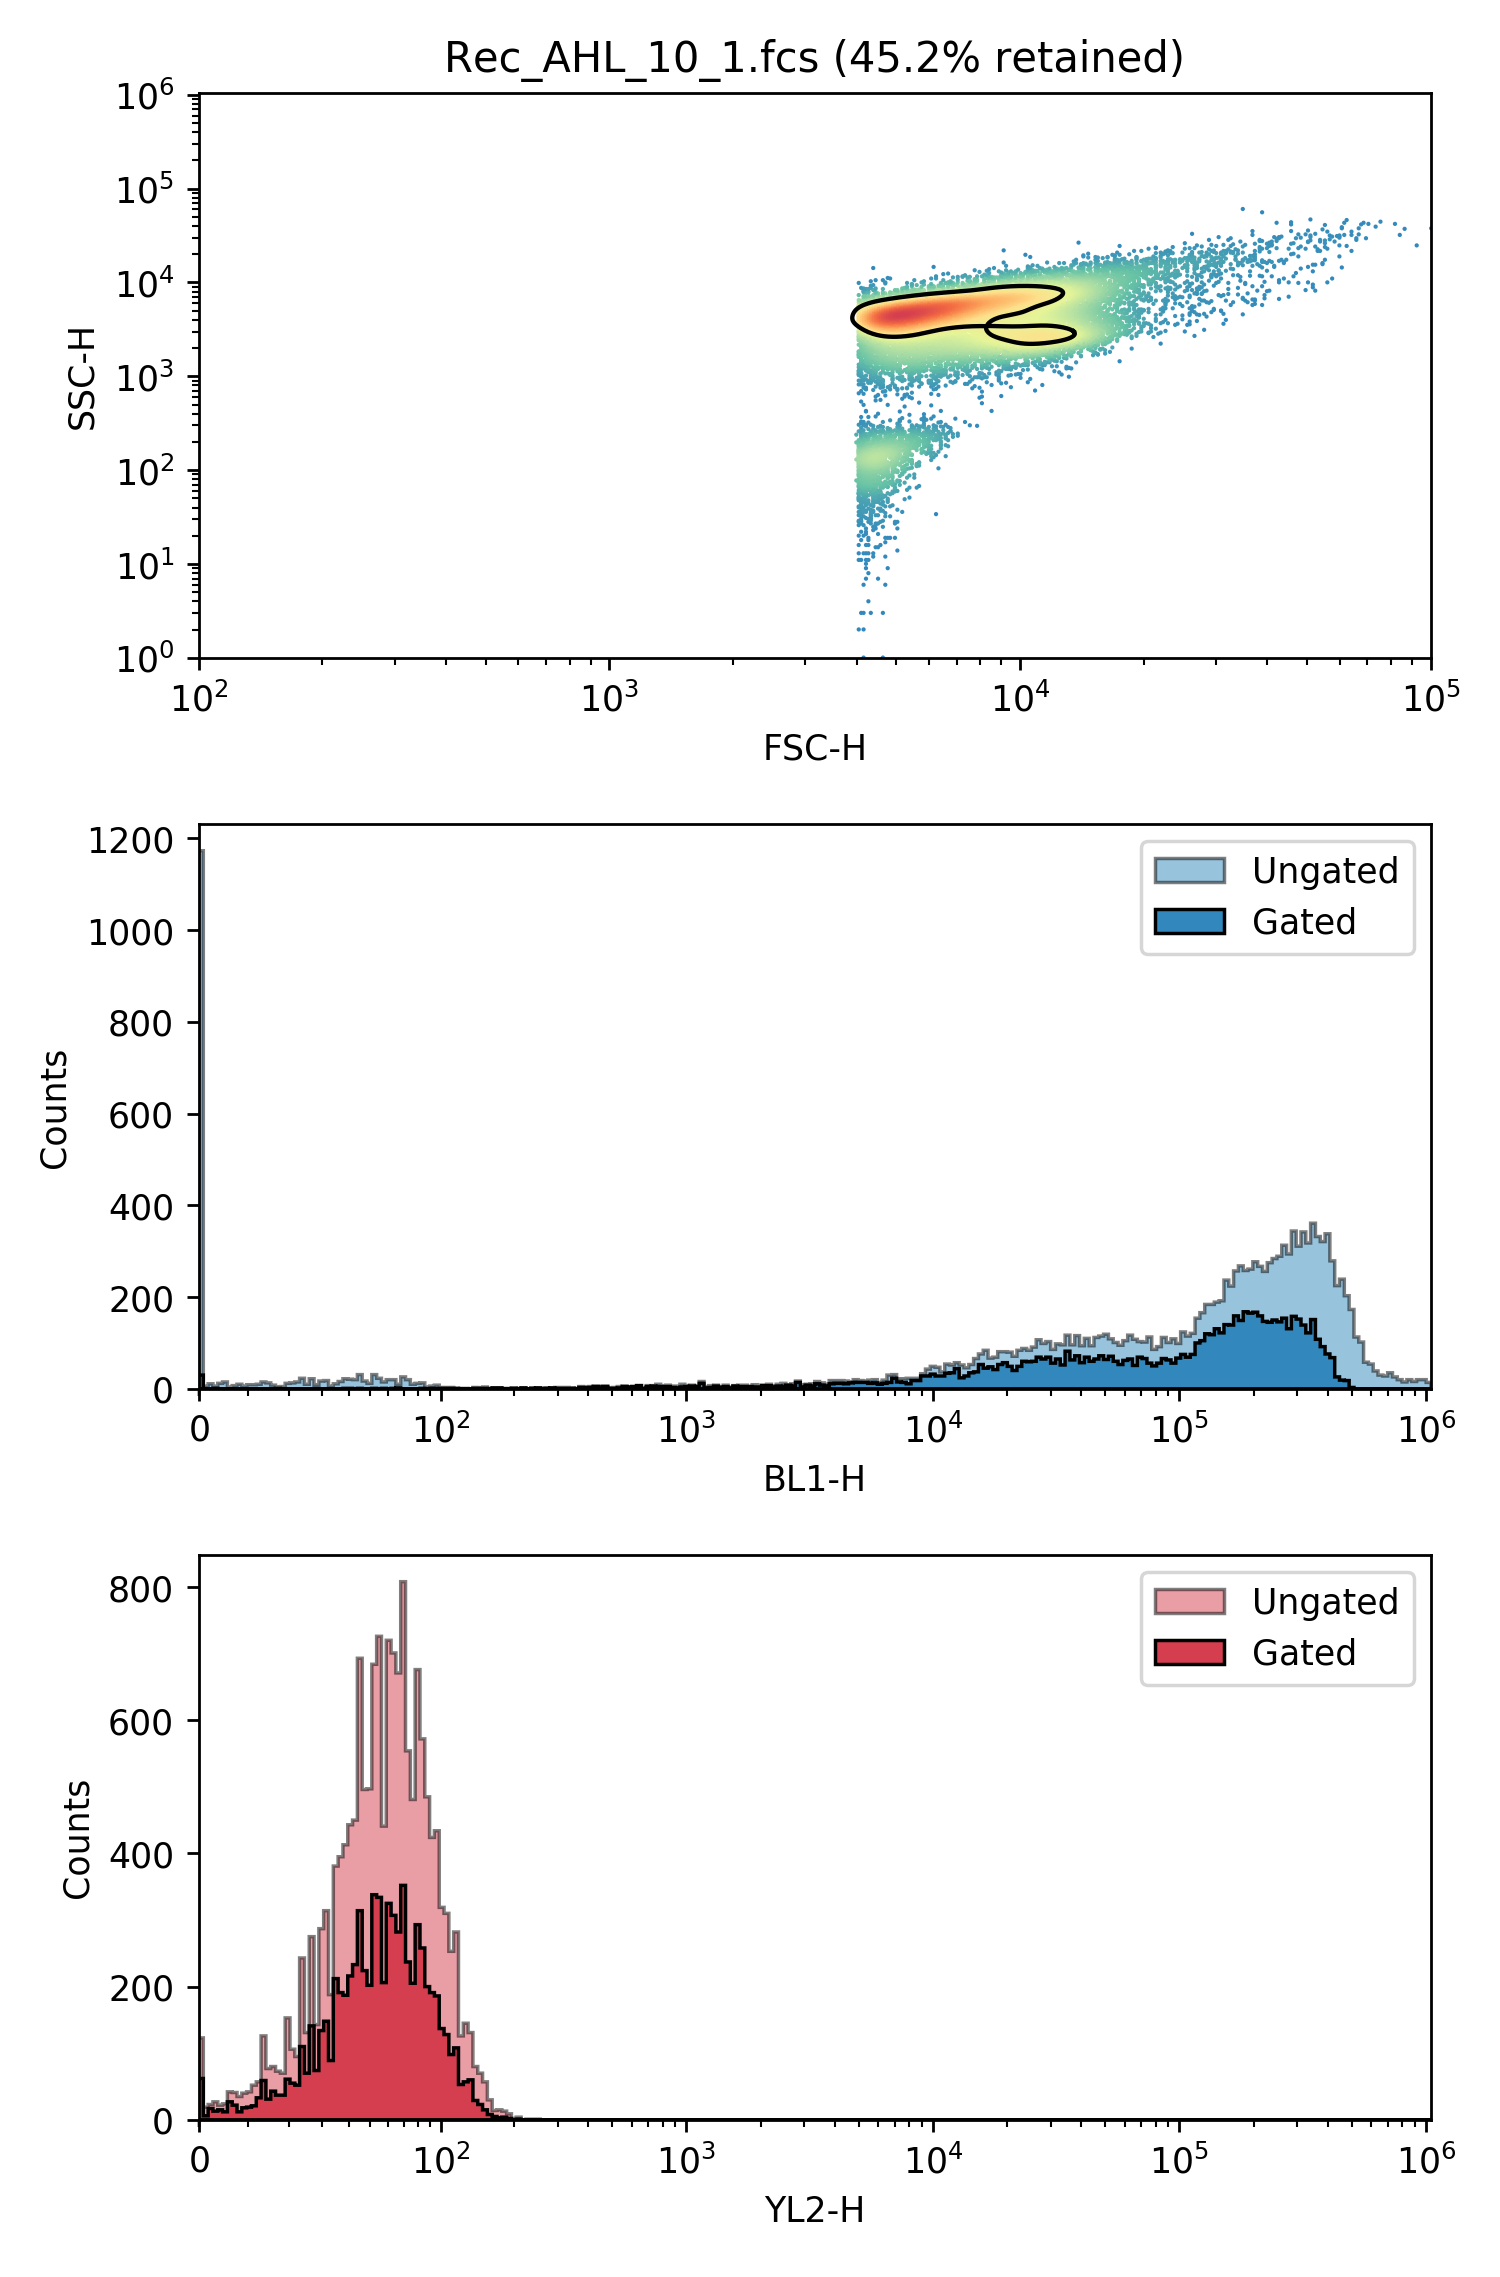 Rec_AHL_10_1.fcs (45.2% retained)
10⁶
10⁵
10⁴
10³
10²
10¹
10⁰
SSC-H
10² 10³ 10⁴ 10⁵
FSC-H
1200
1000
800
600
400
200
0
Counts
Ungated
Gated
0 10² 10³ 10⁴ 10⁵ 10⁶
BL1-H
800
600
400
200
0
Counts
Ungated
Gated
0 10² 10³ 10⁴ 10⁵ 10⁶
YL2-H